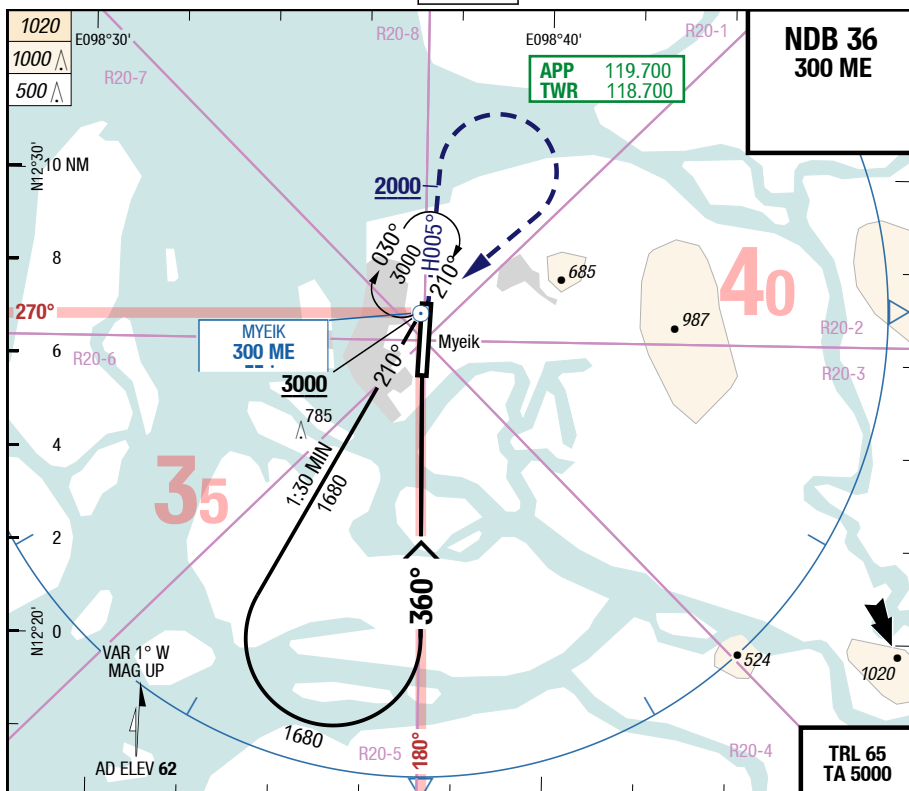 1020
1000
500
E098°30'
R20-8
E098°40'
R20-1
NDB 36
300 ME
R20-7
APP 119.700
TWR 118.700
N12°30'
10 NM
2000
030°
3000
H005°
210°
8
685
40
270°
987
MYEIK
300 ME
Myeik
R20-2
6
R20-6
210°
R20-3
3000
785
4
1:30 MIN
1680
35
2
360°
N12°20'
0
VAR 1° W
MAG UP
524
1020
1680
R20-5
180°
R20-4
AD ELEV 62
TRL 65
TA 5000